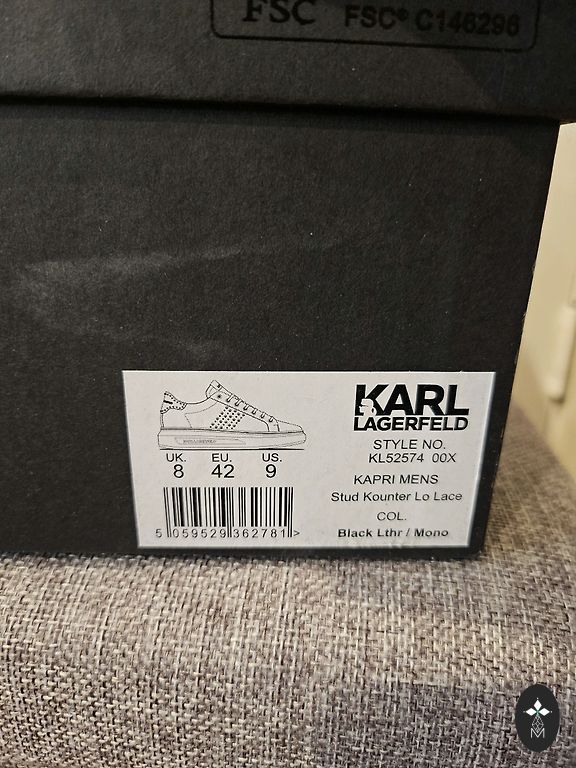 FSC FSC® C146296
KARL
LAGERFELD
STYLE NO.
KL52574 00X
KAPRI MENS
Stud Kounter Lo Lace
COL.
Black Lthr / Mono
UK. EU. US.
8 42 9
5 059529 362781 >
M